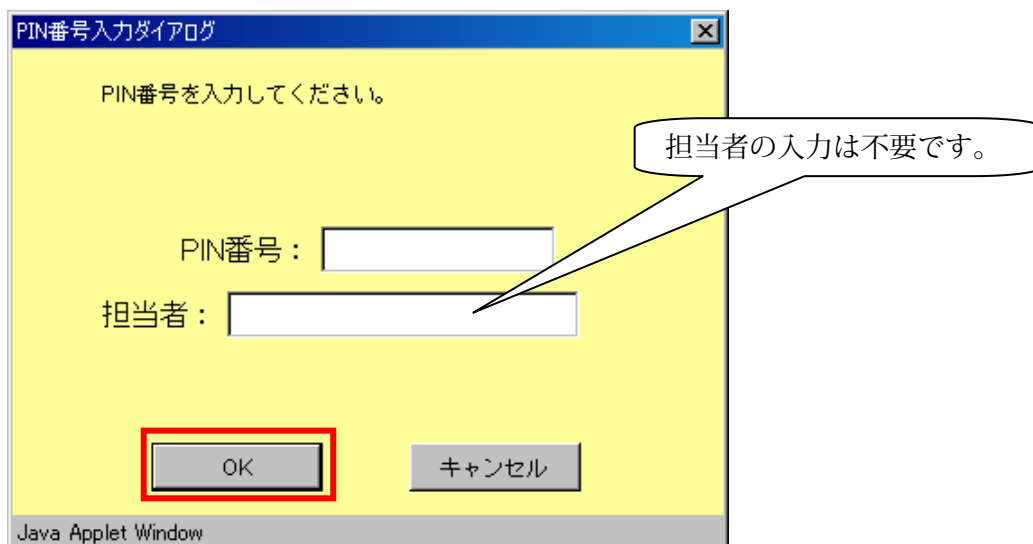 PIN番号入力ダイアログ
PIN番号を入力してください。
担当者の入力は不要です。
PIN番号：
担当者：
OK
キャンセル
Java Applet Window